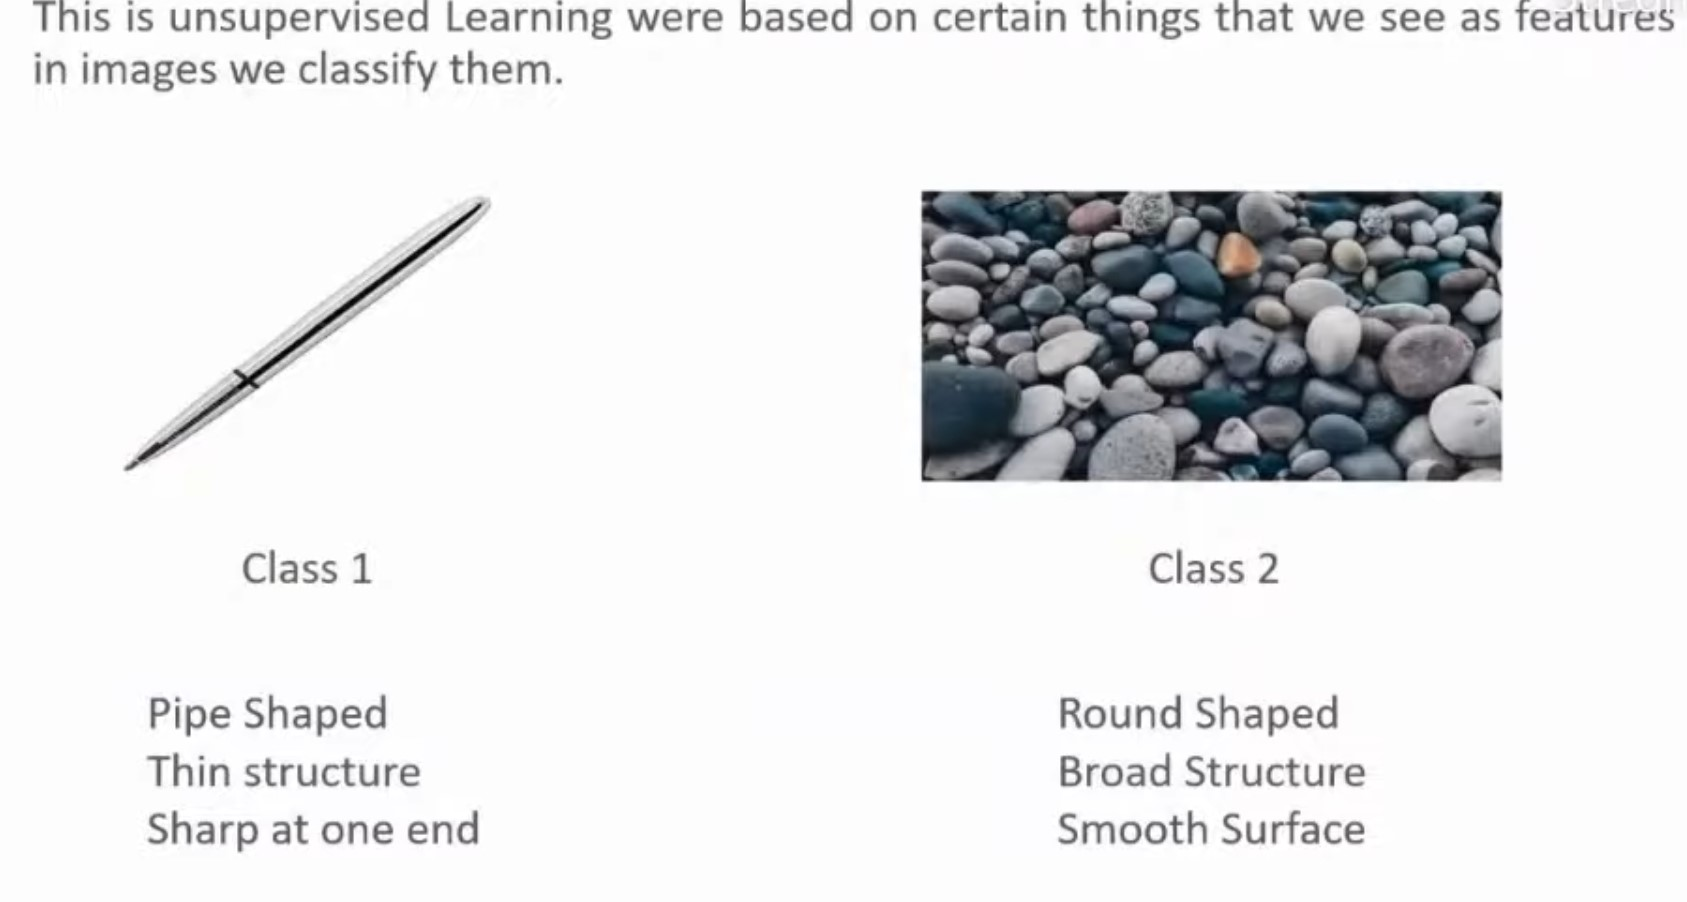 This is unsupervised Learning were based on certain things that we see as features
in images we classify them.
Class 1
Class 2
Pipe Shaped
Thin structure
Sharp at one end
Round Shaped
Broad Structure
Smooth Surface